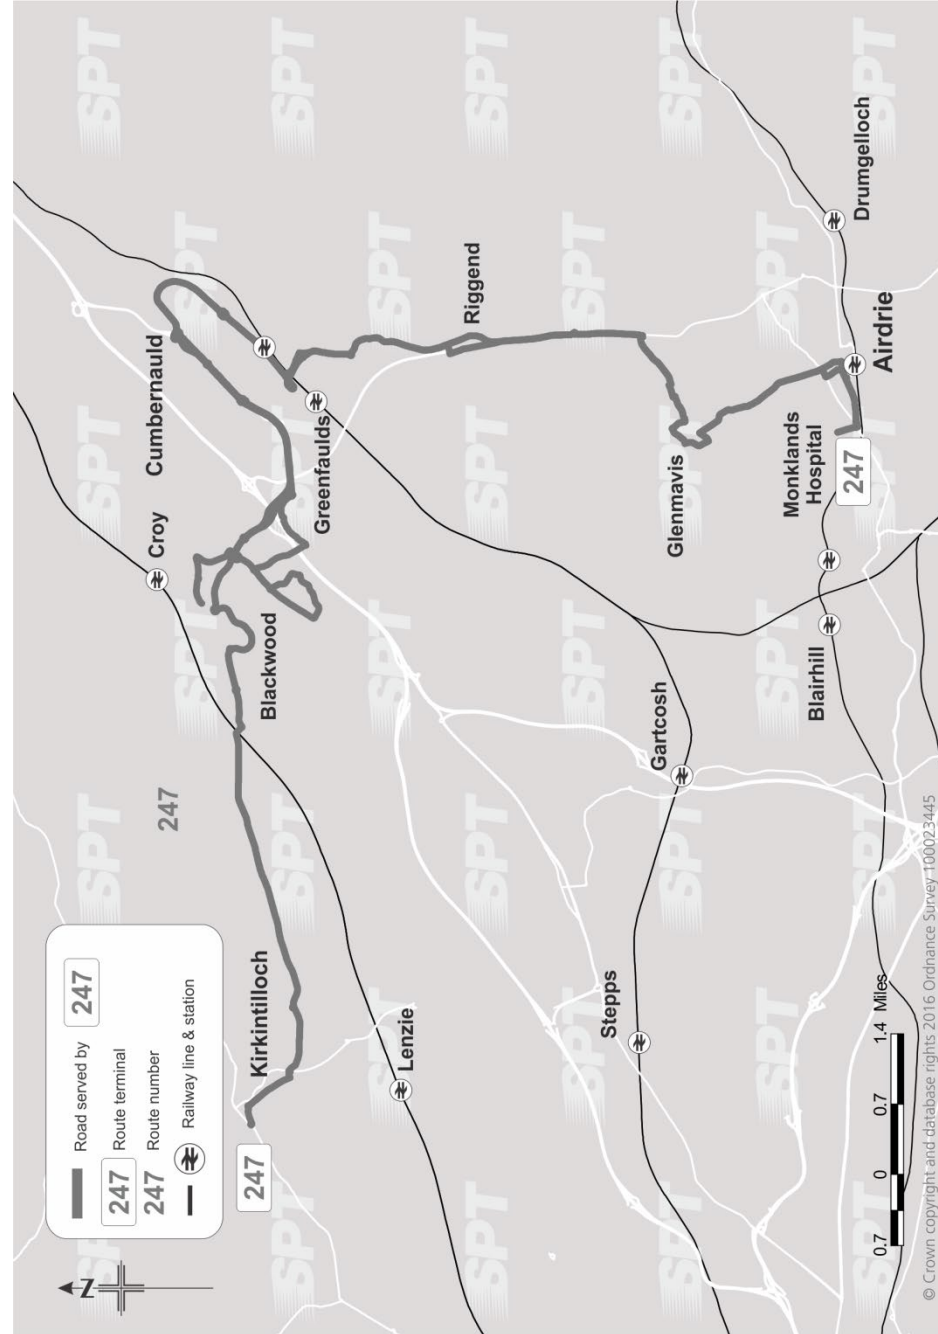 N
Road served by 247
247 Route terminal
247 Route number
Railway line & station
247
Croy
Cumbernauld
247
Kirkintilloch
Blackwood
Greenfaulds
Lenzie
Riggend
Stepps
Gartcosh
Glenmavis
Monklands
Hospital
247
Blairhill
Airdrie
Drumgelloch
0.7 0 0.7 1.4 Miles
© Crown copyright and database rights 2016 Ordnance Survey 100023445
SPT